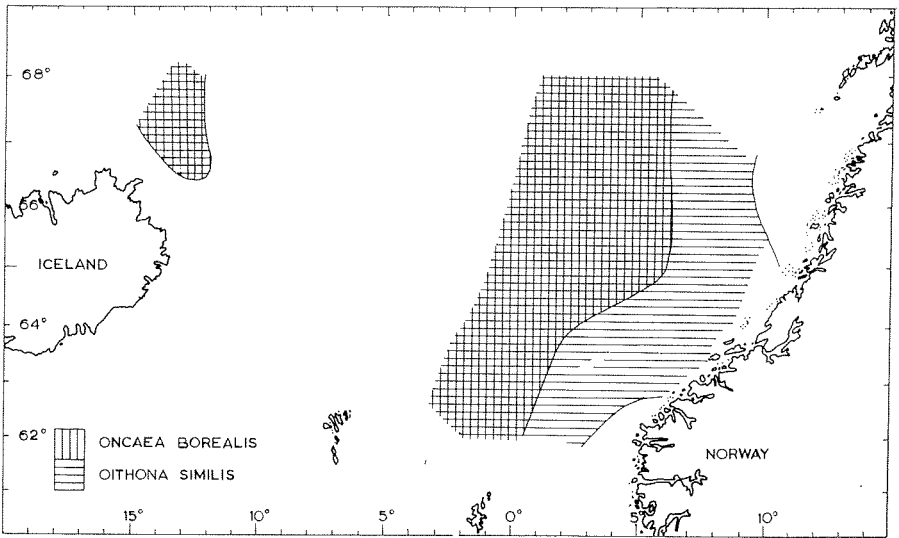 68°
66°
ICELAND
64°
62°
ONCAEA BOREALIS
OITHONA SIMILIS
NORWAY
15°
10°
5°
0°
5
10°